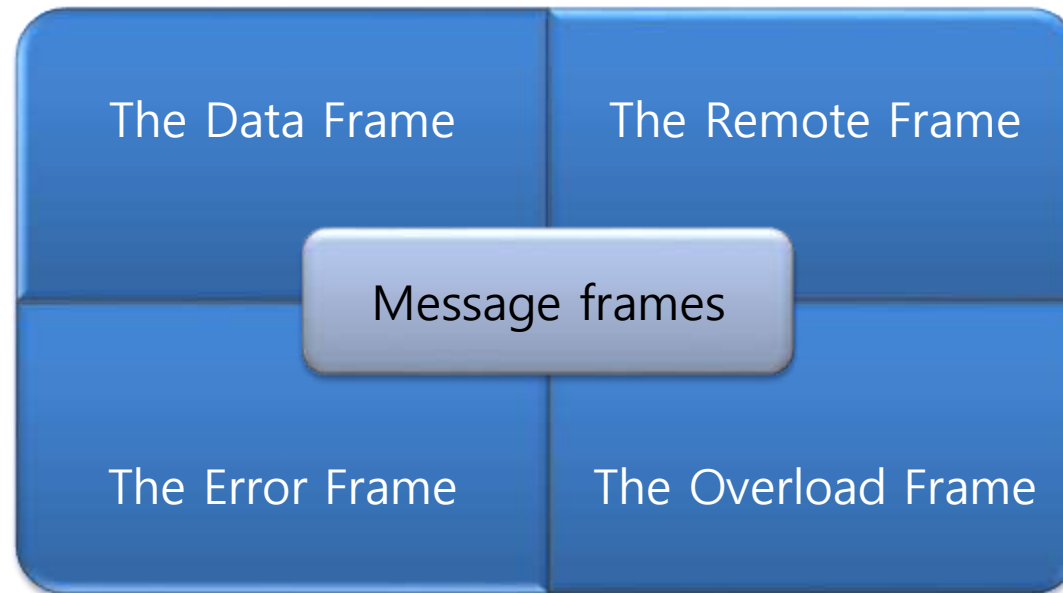 The Data Frame
The Remote Frame
Message frames
The Error Frame
The Overload Frame